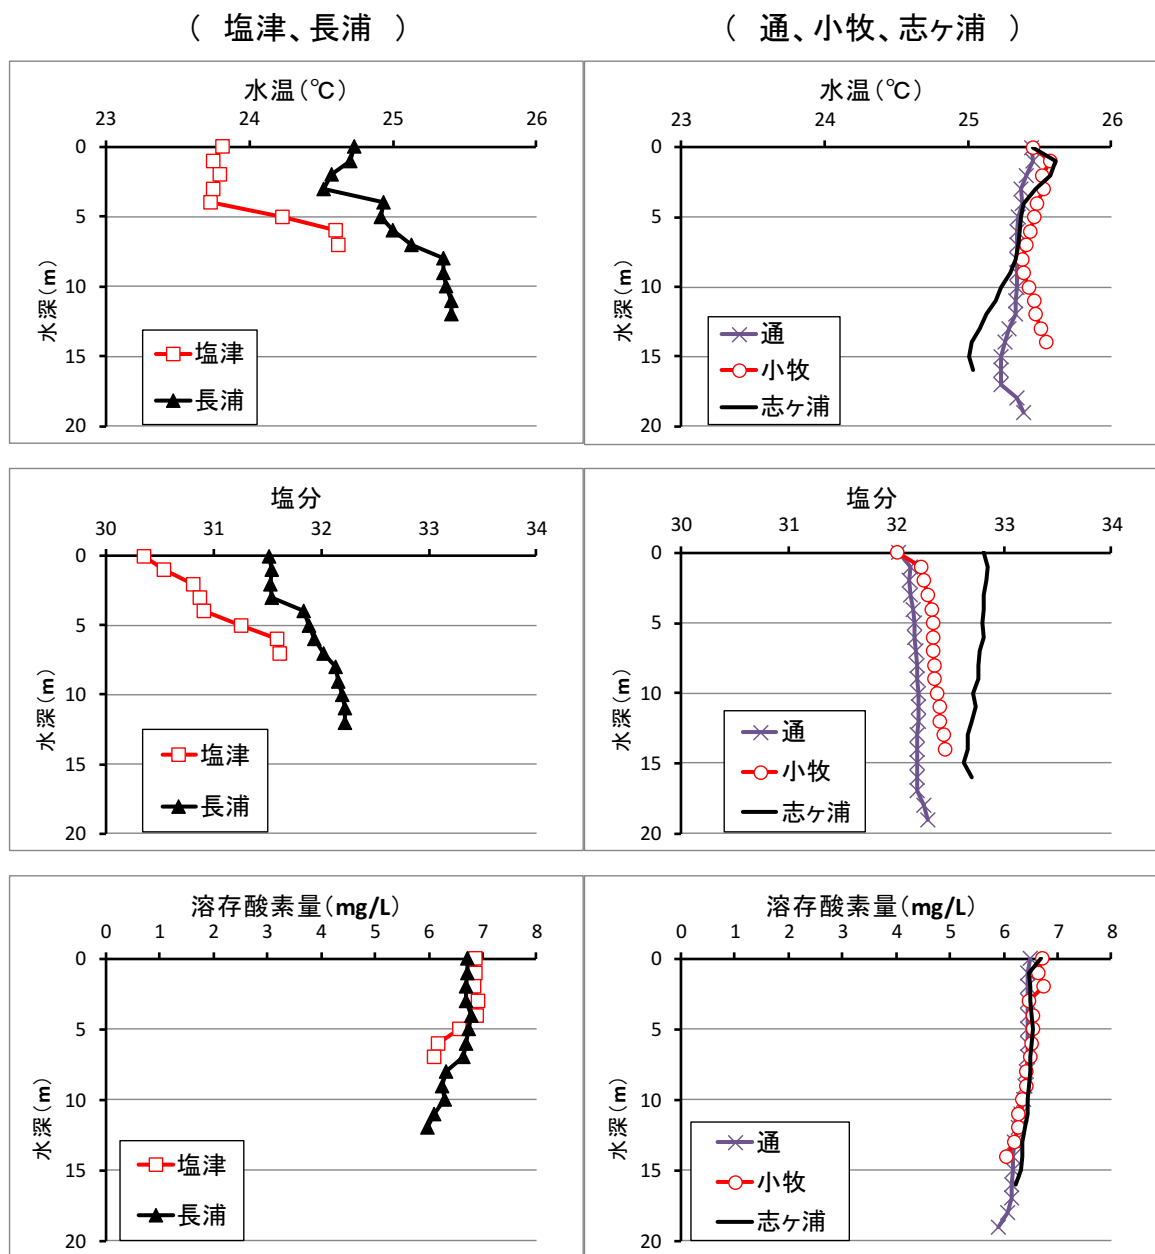 （　塩津、長浦　）
（　通、小牧、志ヶ浦　）
水温（℃）
23 24 25 26
0
5
10
15
20
水深（m）
塩津
長浦
水温（℃）
23 24 25 26
0
5
10
15
20
水深（m）
通
小牧
志ヶ浦
塩分
30 31 32 33 34
0
5
10
15
20
水深（m）
塩津
長浦
塩分
30 31 32 33 34
0
5
10
15
20
水深（m）
通
小牧
志ヶ浦
溶存酸素量（mg/L）
0 1 2 3 4 5 6 7 8
0
5
10
15
20
水深（m）
塩津
長浦
溶存酸素量（mg/L）
0 1 2 3 4 5 6 7 8
0
5
10
15
20
水深（m）
通
小牧
志ヶ浦